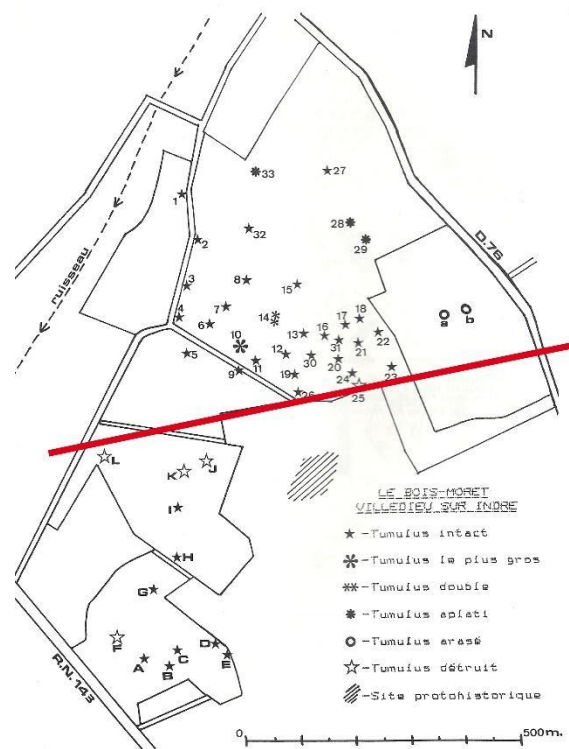 N
33
27
1
28
32
29
2
D.76
ruisseau
8
3
15
a
b
7
18
4
14
17
6
22
10
13
16
31
21
5
12
11
30
20
9
19
24
23
25
26
L
J
K
LE BOIS-MORET
VILLEDIEU SUR INDRE
I
-Tumulus intact
-Tumulus le plus gros
H
-Tumulus double
G
-Tumulus aplati
-Tumulus arasé
F
D
C
-Tumulus détruit
A
B
E
-Site protohistorique
R.N.143
0
500m.